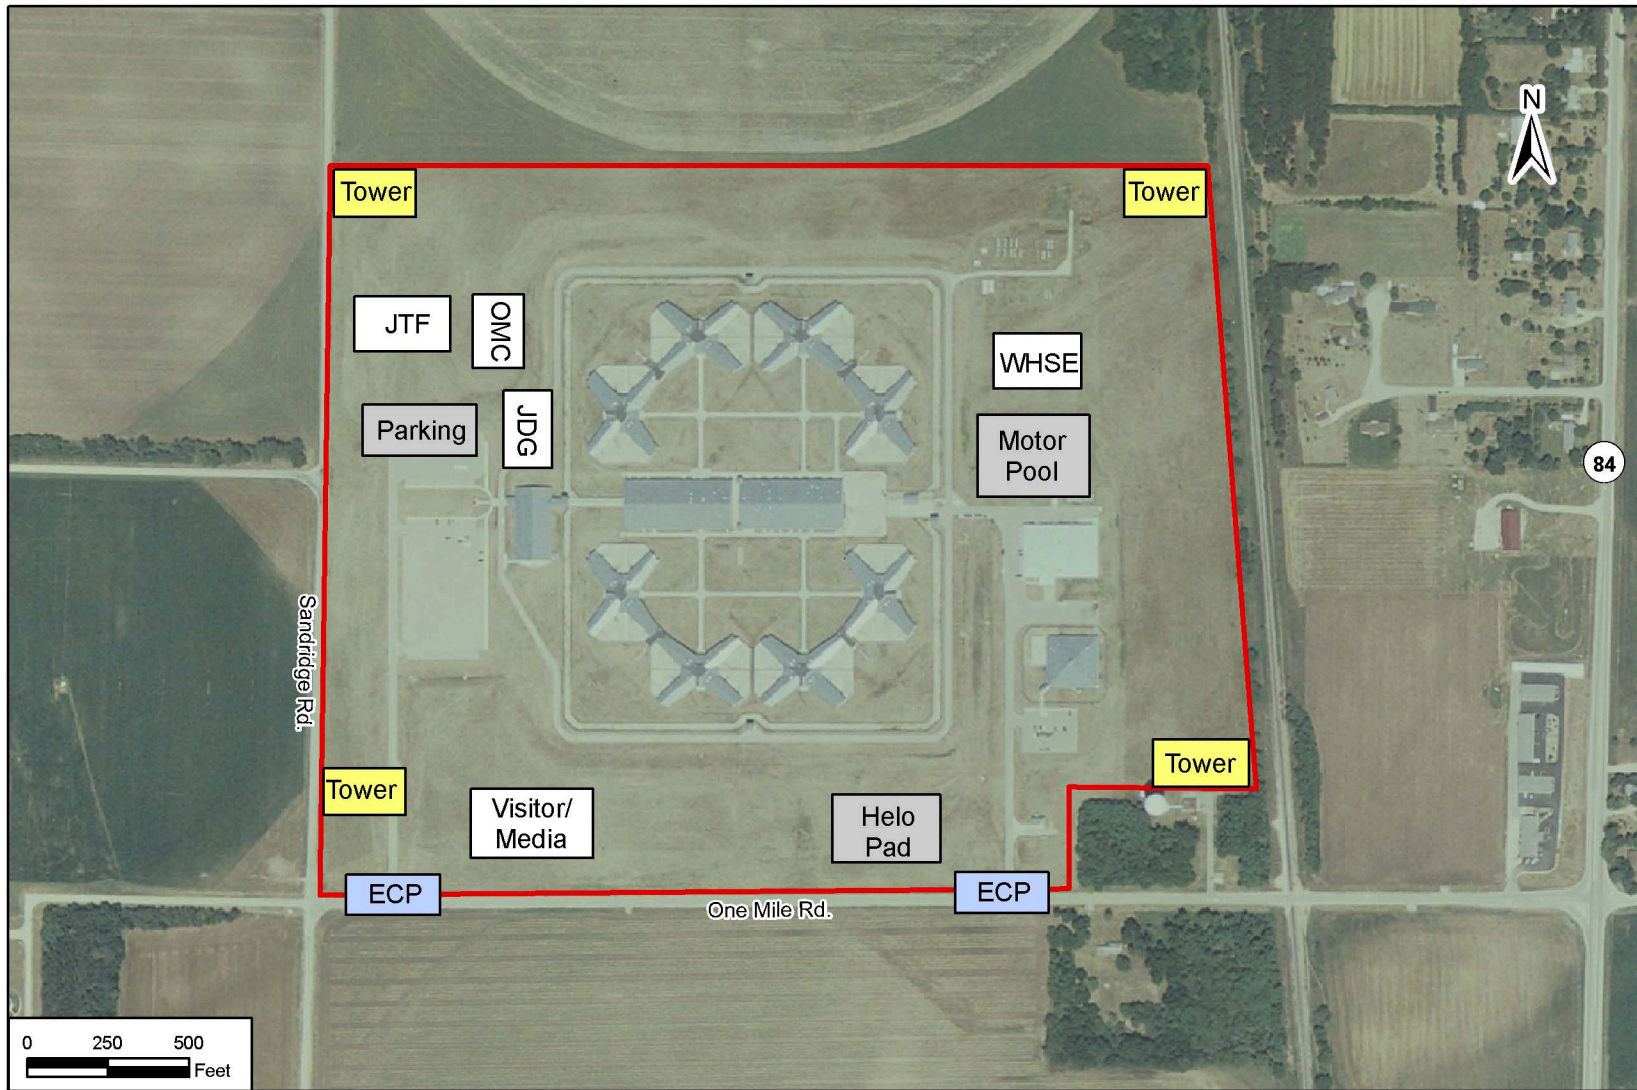 N
Tower
Tower
JTF
OMC
WHSE
Parking
JDG
Motor
Pool
84
Sandridge Rd.
Tower
Tower
Visitor/
Media
Helo
Pad
ECP
ECP
One Mile Rd.
0 250 500
Feet